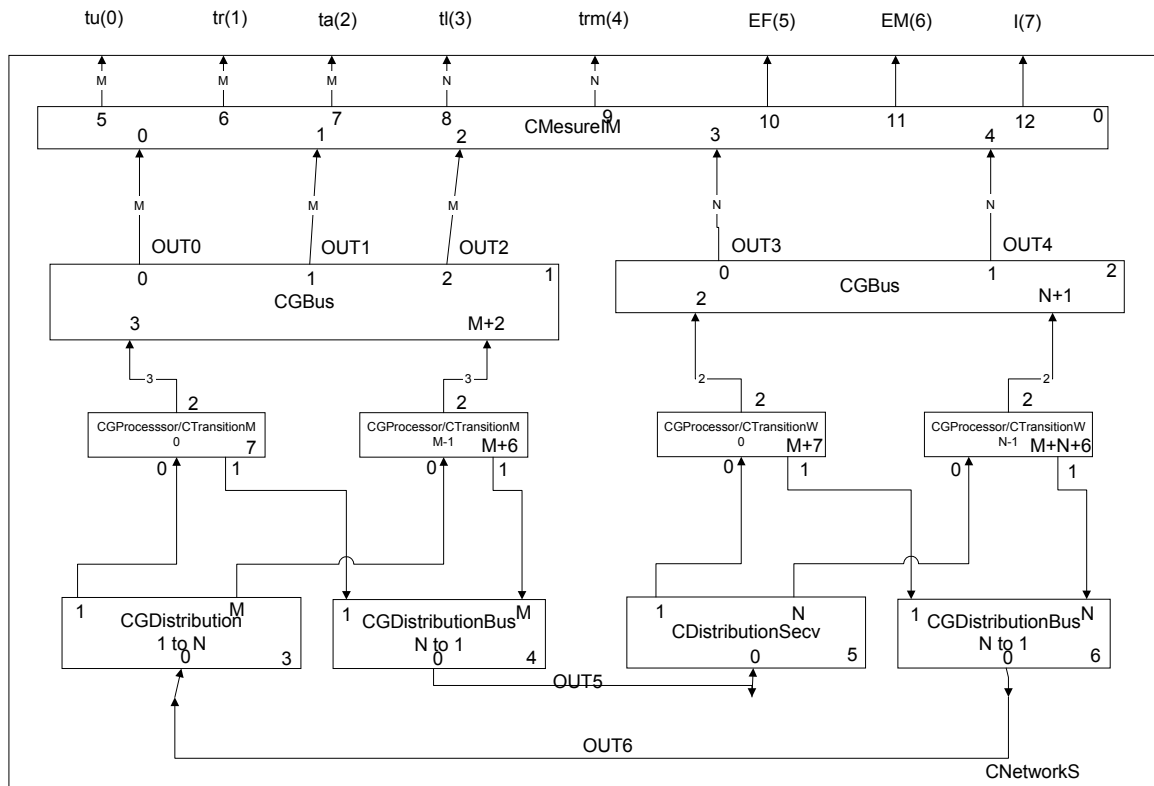 tu(0) tr(1) ta(2) tl(3) trm(4) EF(5) EM(6) I(7)
M M M N N
5 6 7 8 9 10 11 12 0
CMesureIM
0 1 2 3 4
M M M N N
OUT0 OUT1 OUT2 OUT3 OUT4
0 1 2 1 0 1 2
CGBus CGBus
3 M+2 2 N+1
3 3 2 2
2 2 2 2
CGProcesssor/CTransitionM CGProcessor/CTransitionM CGProcessor/CTransitionW CGProcessor/CTransitionW
0 7 M-1 M+6 0 M+7 N-1 M+N+6
0 1 0 1 0 1 0 1
1 M 1 M 1 N 1 N
CGDistribution CGDistributionBus CDistributionSecv CGDistributionBus
1 to N N to 1 N to 1
0 3 0 4 0 5 0 6
OUT5
OUT6
CNetworkS